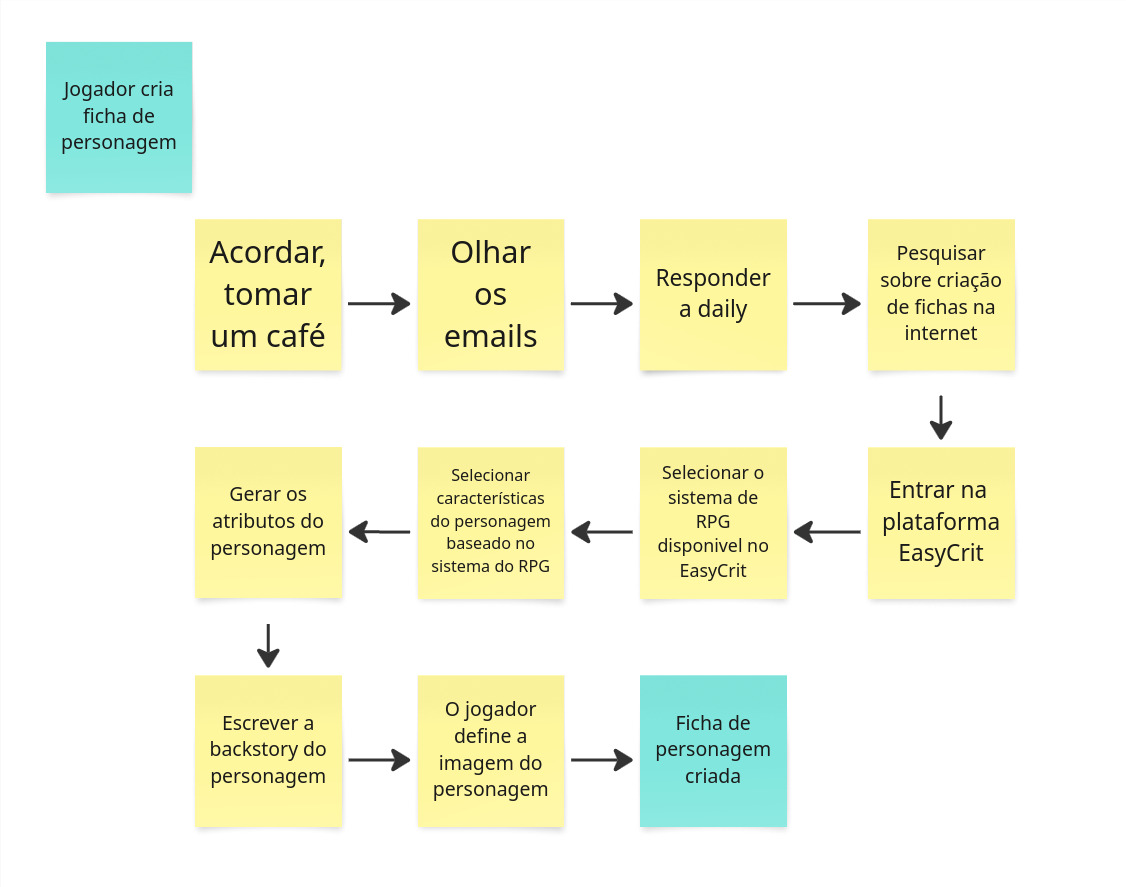 Jogador cria
ficha de
personagem
Acordar,
tomar
um café
Olhar
os
emails
Responder
a daily
Pesquisar
sobre criação
de fichas na
internet
Gerar os
atributos do
personagem
Selecionar
características
do personagem
baseado no
sistema do RPG
Selecionar o
sistema de
RPG
disponivel no
EasyCrit
Entrar na
plataforma
EasyCrit
Escrever a
backstory do
personagem
O jogador
define a
imagem do
personagem
Ficha de
personagem
criada